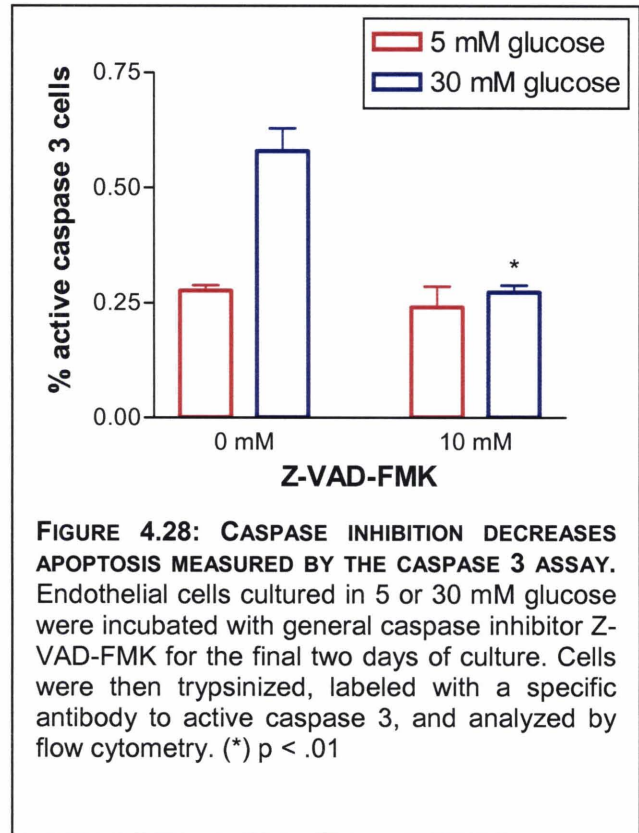 5 mM glucose
30 mM glucose
% active caspase 3 cells
0.75
0.50
0.25
0.00
*
0 mM
10 mM
Z-VAD-FMK
FIGURE 4.28: CASPASE INHIBITION DECREASES
APOPTOSIS MEASURED BY THE CASPASE 3 ASSAY.
Endothelial cells cultured in 5 or 30 mM glucose
were incubated with general caspase inhibitor Z-
VAD-FMK for the final two days of culture. Cells
were then trypsinized, labeled with a specific
antibody to active caspase 3, and analyzed by
flow cytometry. (*) p < .01